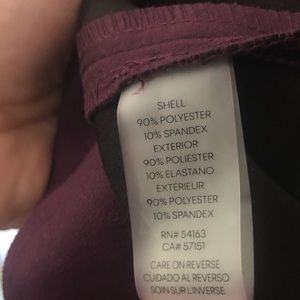 SHELL
90% POLYESTER
10% SPANDEX
EXTERIOR
90% POLIESTER
10% ELASTANO
EXTÉRIEUR
90% POLYESTER
10% SPANDEX
RN# 54163
CA# 57151
CARE ON REVERSE
CUIDADO AL REVERSO
SOIN SUR L'INVERSE